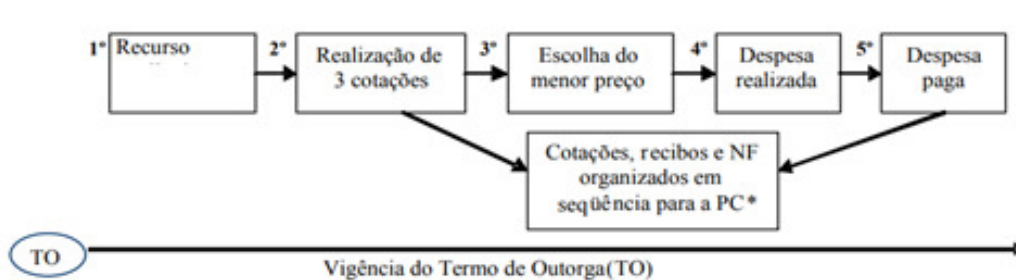 1º Recurso
2º Realização de
3 cotações
3º Escolha do
menor preço
4º Despesa
realizada
5º Despesa
paga
Cotações, recibos e NF
organizados em
seqüência para a PC*
TO
Vigência do Termo de Outorga(TO)